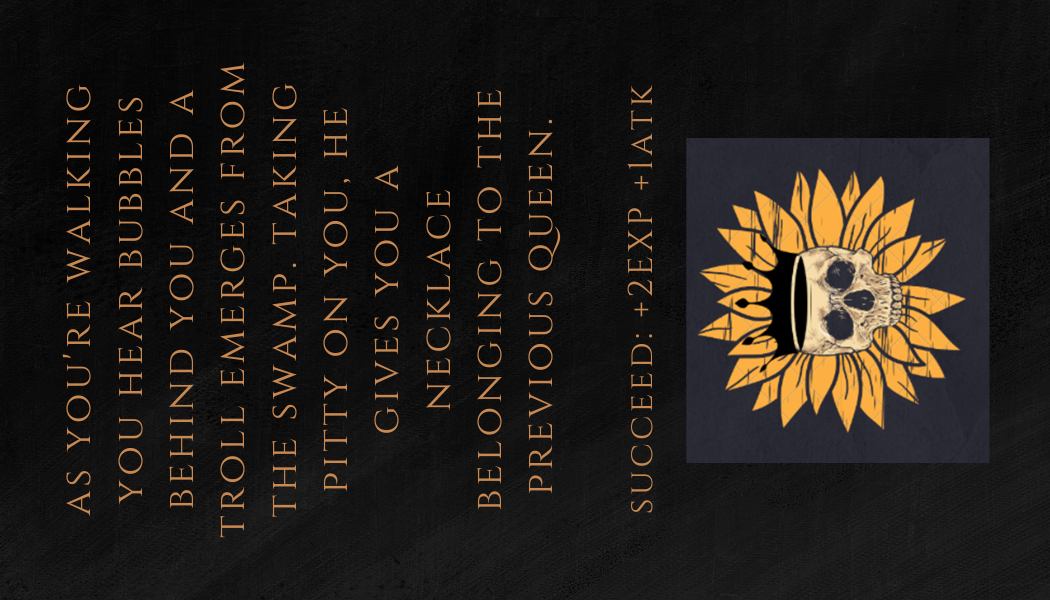 AS YOU'RE WALKING
YOU HEAR BUBBLES
BEHIND YOU AND A
TROLL EMERGES FROM
THE SWAMP. TAKING
PITTY ON YOU, HE
GIVES YOU A
NECKLACE
BELONGING TO THE
PREVIOUS QUEEN.
SUCCEED: +2EXP +1ATK